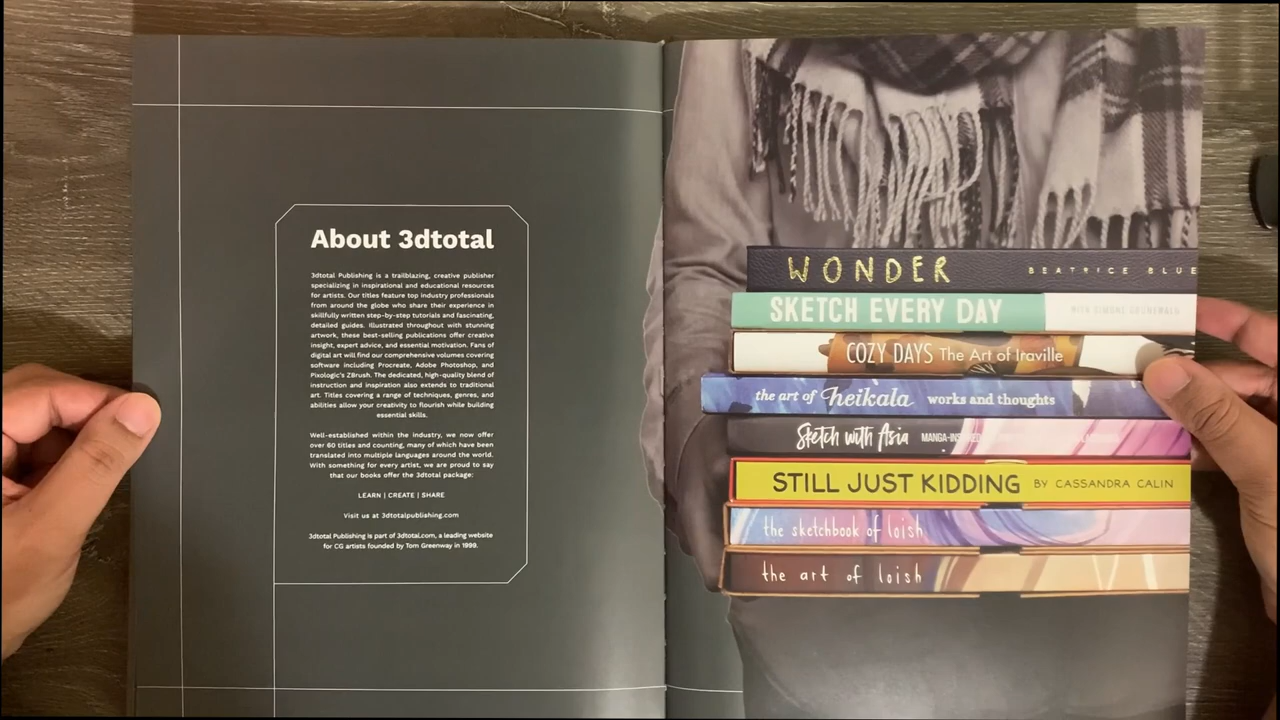 About 3dtotal
3dtotal Publishing is a trailblazing, creative publisher
specializing in inspirational and educational resources
for artists. Our titles feature top industry professionals
from around the globe who share their experience in
skillfully written step-by-step tutorials and fascinating,
detailed guides. Illustrated throughout with stunning
artwork, these best-selling publications offer creative
insight, expert advice, and essential motivation. Fans of
digital art will find our comprehensive volumes covering
software including Procreate, Adobe Photoshop, and
Pixologic's ZBrush. The dedicated, high-quality blend of
instruction and inspiration also extends to traditional
art. Titles covering a range of techniques, genres, and
abilities allow your creativity to flourish while building
essential skills.
Well-established within the industry, we now offer
over 60 titles and counting, many of which have been
translated into multiple languages around the world.
With something for every artist, we are proud to say
that our books offer the 3dtotal package:
LEARN | CREATE | SHARE
Visit us at 3dtotalpublishing.com
3dtotal Publishing is part of 3dtotal.com, a leading website
for CG artists founded by Tom Greenway in 1999.
WONDER BEATRICE BLUE
SKETCH EVERY DAY WITH SIMONE GRÜNEWALD
COZY DAYS The Art of Iraville
the art of heikala works and thoughts
Sketch with Asia
STILL JUST KIDDING BY CASSANDRA CALIN
the sketchbook of loish
the art of loish